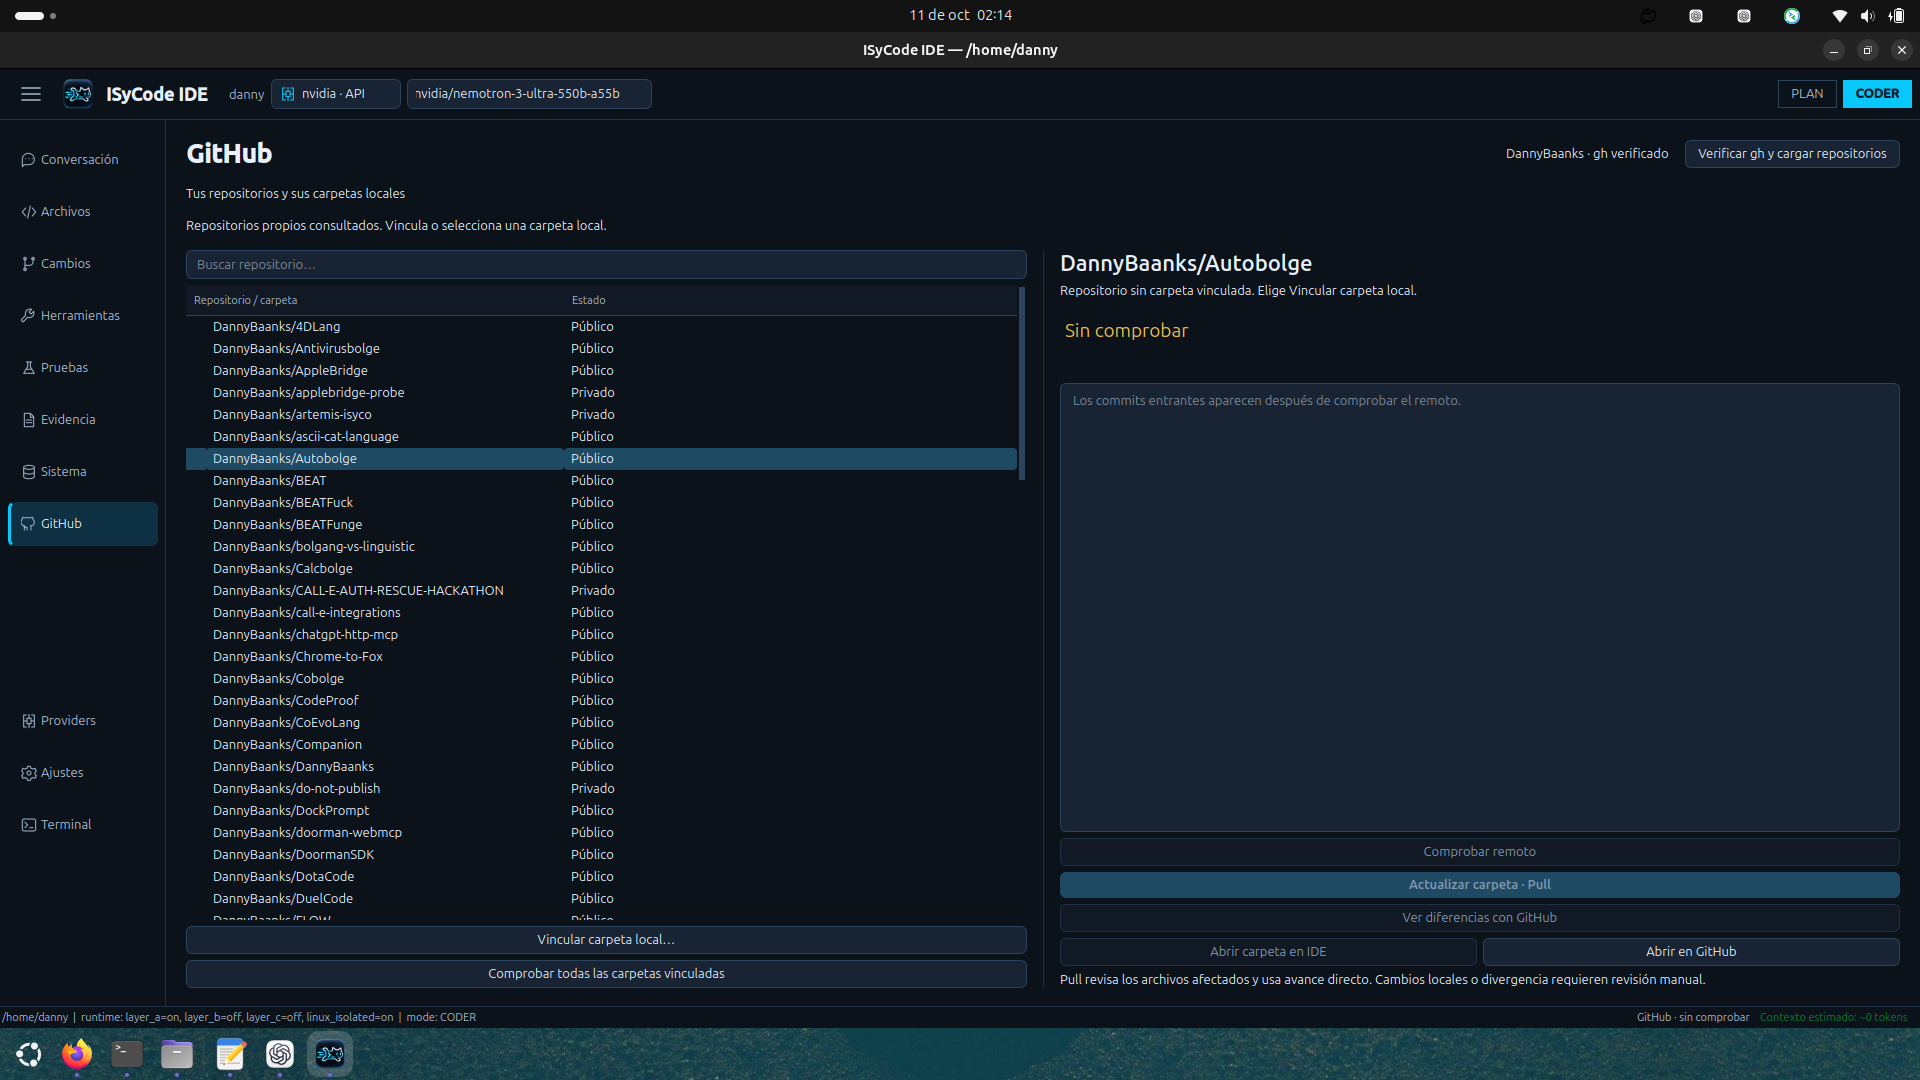 11 de oct 02:14
ISyCode IDE — /home/danny
ISyCode IDE
danny
nvidia · API
nvidia/nemotron-3-ultra-550b-a55b
PLAN
CODER
Conversación
Archivos
Cambios
Herramientas
Pruebas
Evidencia
Sistema
GitHub
Providers
Ajustes
Terminal
GitHub
DannyBaanks · gh verificado
Verificar gh y cargar repositorios
Tus repositorios y sus carpetas locales
Repositorios propios consultados. Vincula o selecciona una carpeta local.
Buscar repositorio…
Repositorio / carpeta Estado
DannyBaanks/4DLang Público
DannyBaanks/Antivirusbolge Público
DannyBaanks/AppleBridge Público
DannyBaanks/applebridge-probe Privado
DannyBaanks/artemis-isyco Privado
DannyBaanks/ascii-cat-language Público
DannyBaanks/Autobolge Público
DannyBaanks/BEAT Público
DannyBaanks/BEATFuck Público
DannyBaanks/BEATFunge Público
DannyBaanks/bolgang-vs-linguistic Público
DannyBaanks/Calcbolge Público
DannyBaanks/CALL-E-AUTH-RESCUE-HACKATHON Privado
DannyBaanks/call-e-integrations Público
DannyBaanks/chatgpt-http-mcp Público
DannyBaanks/Chrome-to-Fox Público
DannyBaanks/Cobolge Público
DannyBaanks/CodeProof Público
DannyBaanks/CoEvoLang Público
DannyBaanks/Companion Público
DannyBaanks/DannyBaanks Público
DannyBaanks/do-not-publish Privado
DannyBaanks/DockPrompt Público
DannyBaanks/doorman-webmcp Público
DannyBaanks/DoormanSDK Público
DannyBaanks/DotaCode Público
DannyBaanks/DuelCode Público
DannyBaanks/FLOW Público
Vincular carpeta local…
Comprobar todas las carpetas vinculadas
DannyBaanks/Autobolge
Repositorio sin carpeta vinculada. Elige Vincular carpeta local.
Sin comprobar
Los commits entrantes aparecen después de comprobar el remoto.
Comprobar remoto
Actualizar carpeta · Pull
Ver diferencias con GitHub
Abrir carpeta en IDE
Abrir en GitHub
Pull revisa los archivos afectados y usa avance directo. Cambios locales o divergencia requieren revisión manual.
/home/danny | runtime: layer_a=on, layer_b=off, layer_c=off, linux_isolated=on | mode: CODER
GitHub · sin comprobar
Contexto estimado: ~0 tokens